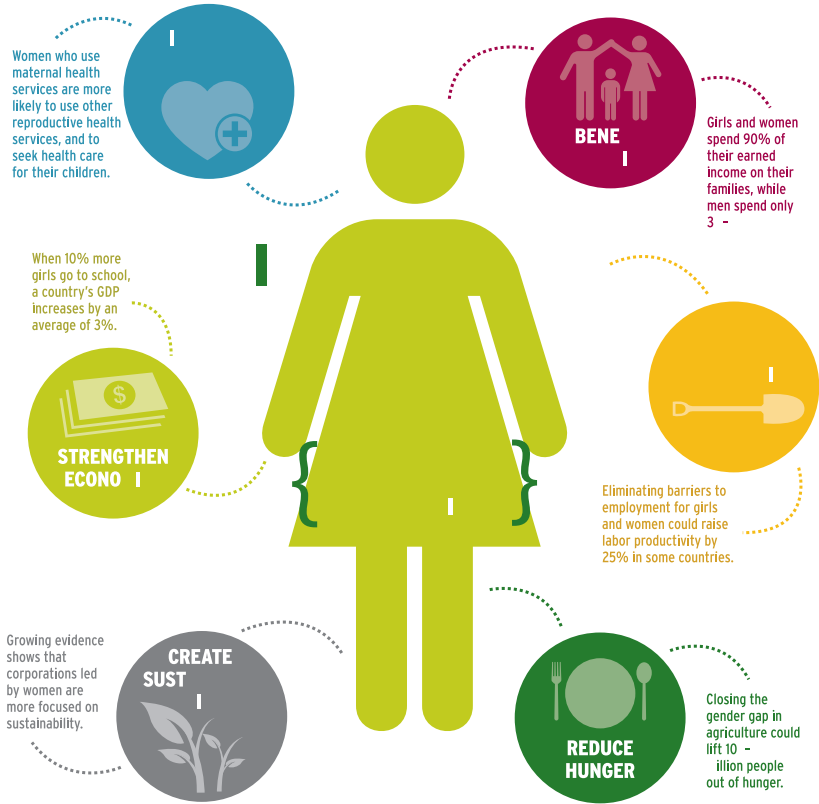 Women who use
maternal health
services are more
likely to use other
reproductive health
services, and to
seek health care
for their children.
BENE
Girls and women
spend 90% of
their earned
income on their
families, while
men spend only
3 -
When 10% more
girls go to school,
a country's GDP
increases by an
average of 3%.
$
STRENGTHEN
ECONO
Eliminating barriers to
employment for girls
and women could raise
labor productivity by
25% in some countries.
Growing evidence
shows that
corporations led
by women are
more focused on
sustainability.
CREATE
SUST
REDUCE
HUNGER
Closing the
gender gap in
agriculture could
lift 10 -
illion people
out of hunger.